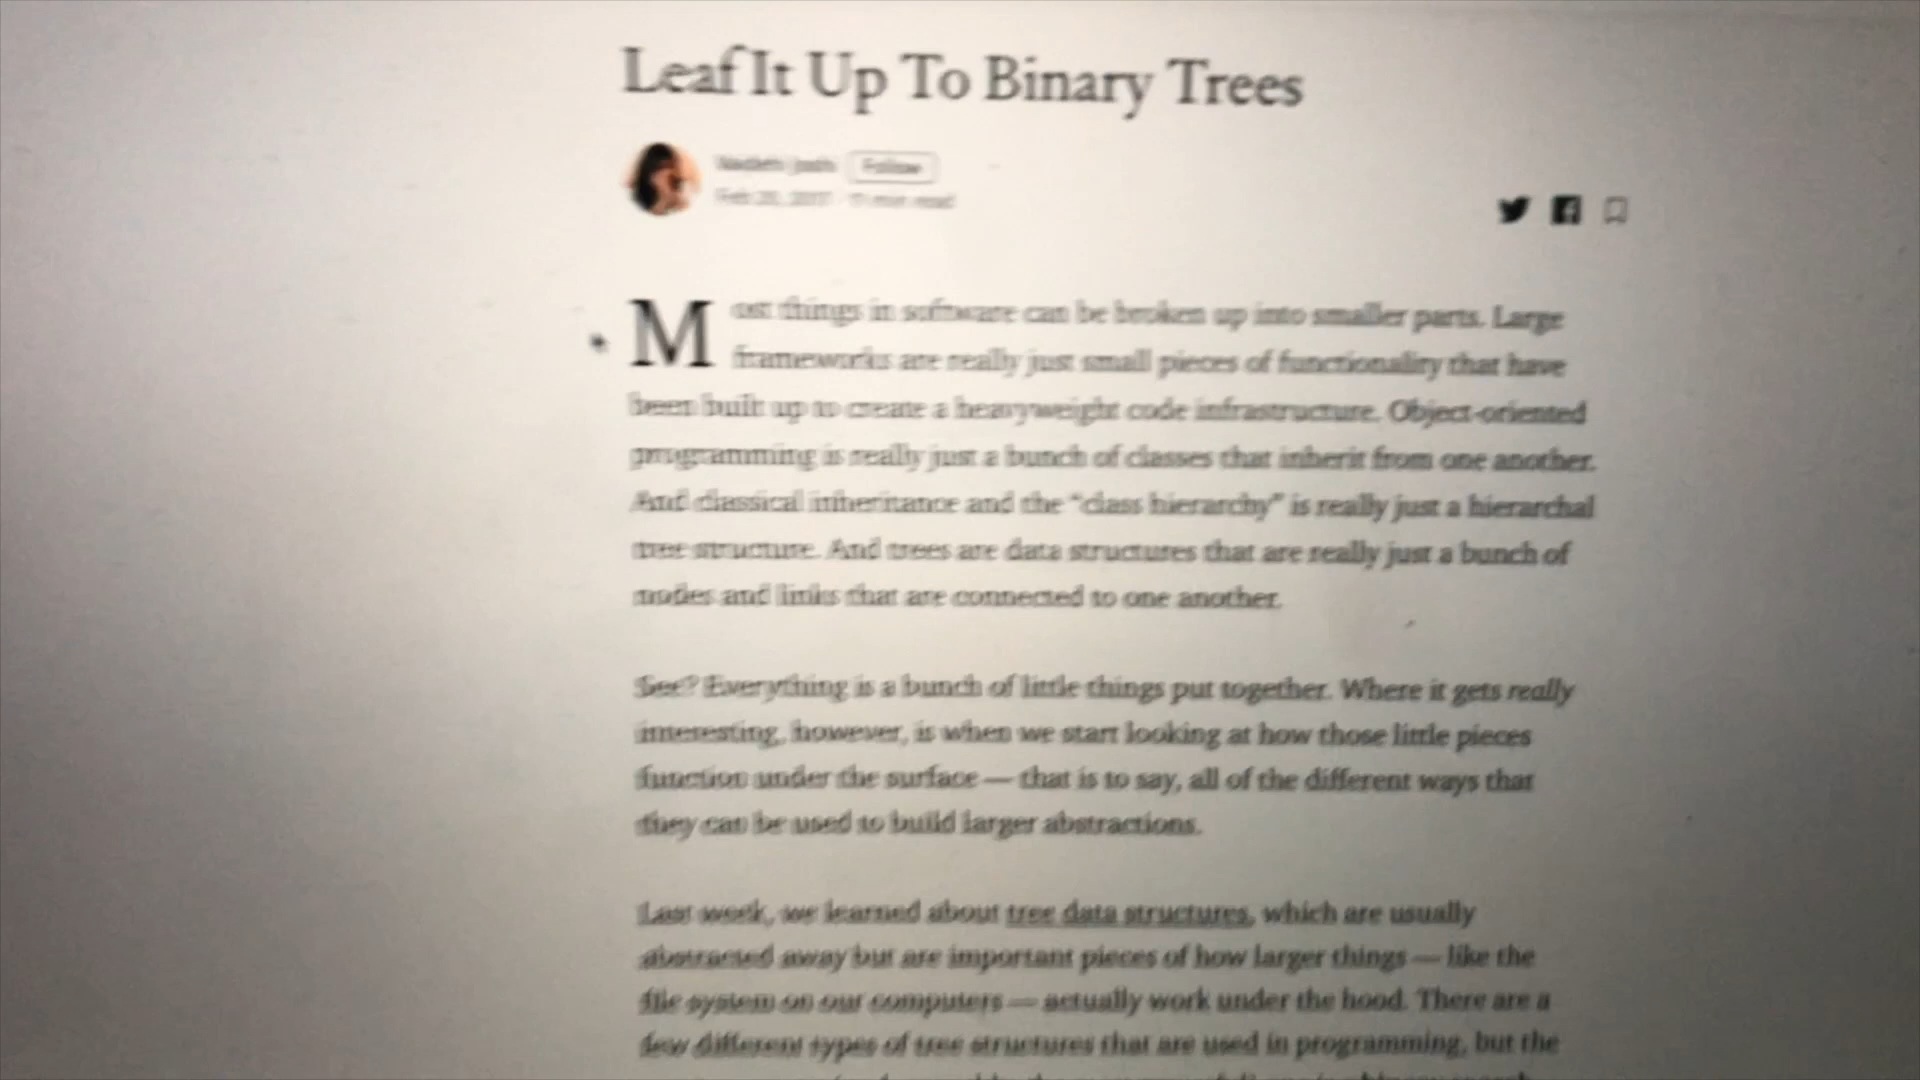 Leaf It Up To Binary Trees
Follow
Feb 20, 2017 · 11 min read
Most things in software can be broken up into smaller parts. Large
frameworks are really just small pieces of functionality that have
been built up to create a heavyweight code infrastructure. Object-oriented
programming is really just a bunch of classes that inherit from one another.
And classical inheritance and the “class hierarchy” is really just a hierarchal
tree structure. And trees are data structures that are really just a bunch of
nodes and links that are connected to one another.
See? Everything is a bunch of little things put together. Where it gets really
interesting, however, is when we start looking at how those little pieces
function under the surface — that is to say, all of the different ways that
they can be used to build larger abstractions.
Last week, we learned about tree data structures, which are usually
abstracted away but are important pieces of how larger things — like the
file system on our computers — actually work under the hood. There are a
few different types of tree structures that are used in programming, but the